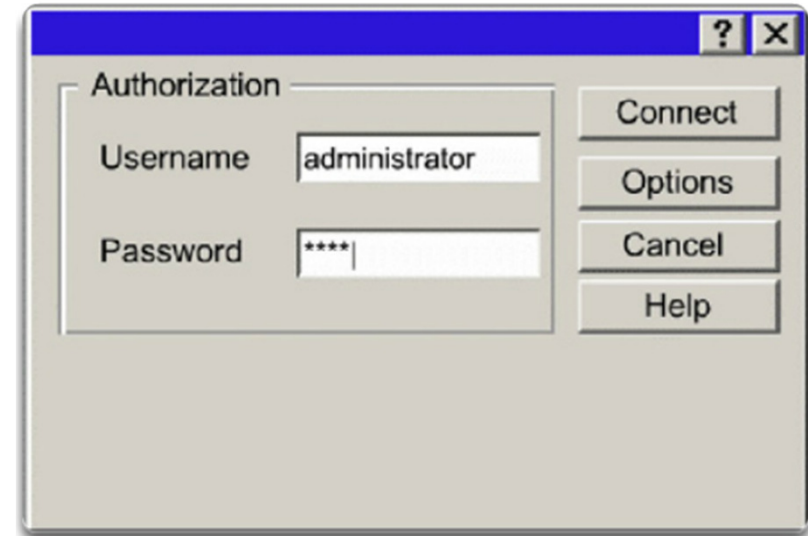 ?
Authorization
Username administrator
Password ****
Connect
Options
Cancel
Help